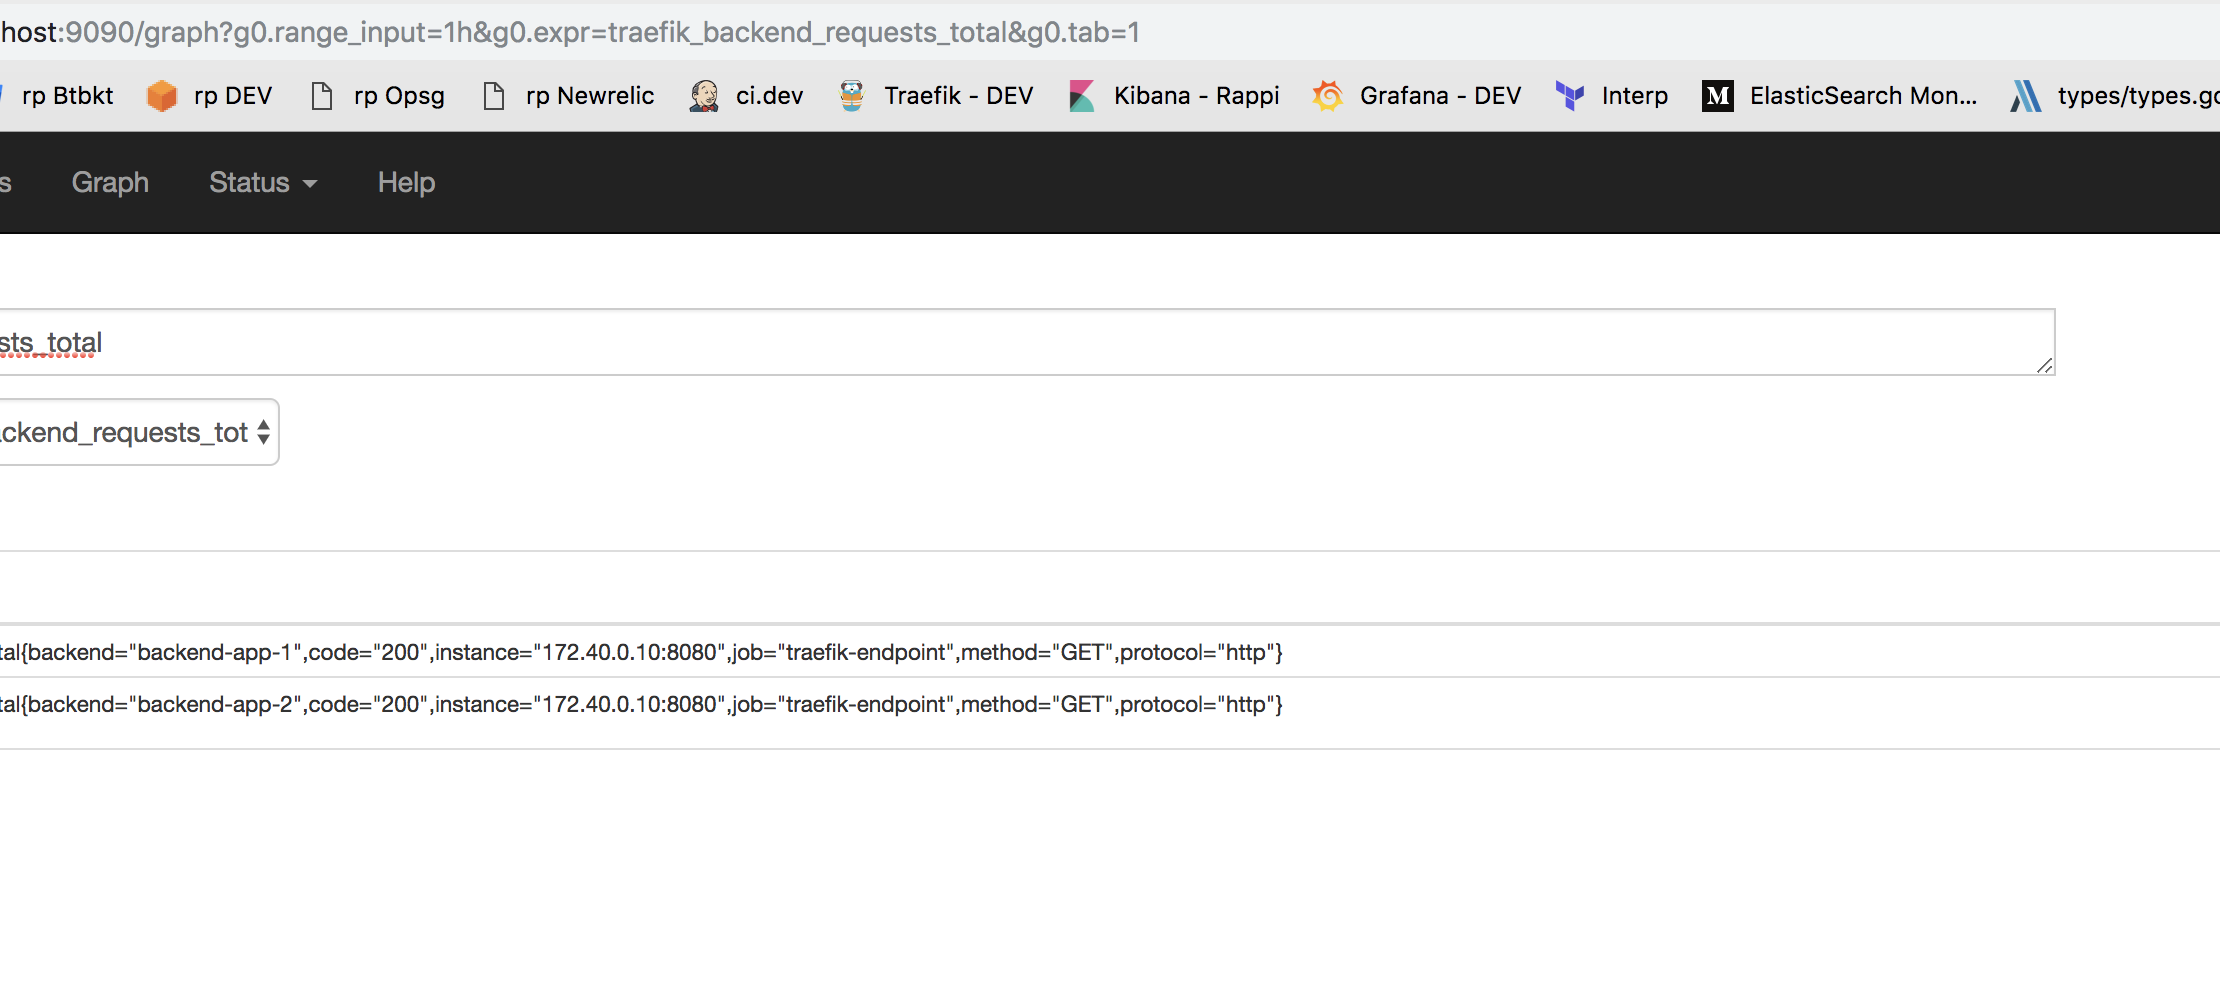 host:9090/graph?g0.range_input=1h&g0.expr=traefik_backend_requests_total&g0.tab=1
rp Btbkt rp DEV rp Opsg rp Newrelic ci.dev Traefik - DEV Kibana - Rappi Grafana - DEV Interp M ElasticSearch Mon... types/types.go
s Graph Status Help
sts_total
ackend_requests_tot
tal{backend="backend-app-1",code="200",instance="172.40.0.10:8080",job="traefik-endpoint",method="GET",protocol="http"}
tal{backend="backend-app-2",code="200",instance="172.40.0.10:8080",job="traefik-endpoint",method="GET",protocol="http"}